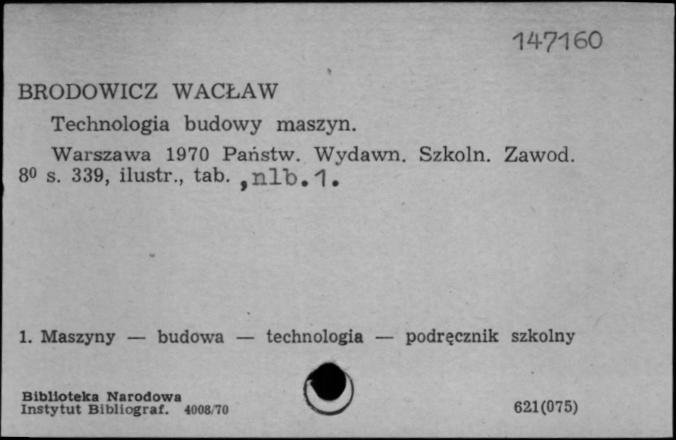 147160
BRODOWICZ WACŁAW
Technologia budowy maszyn.
Warszawa 1970 Państw. Wydawn. Szkoln. Zawod.
8⁰ s. 339, ilustr., tab. ,nlb.1.
1. Maszyny — budowa — technologia — podręcznik szkolny
Biblioteka Narodowa
Instytut Bibliograf. 4008/70
621(075)